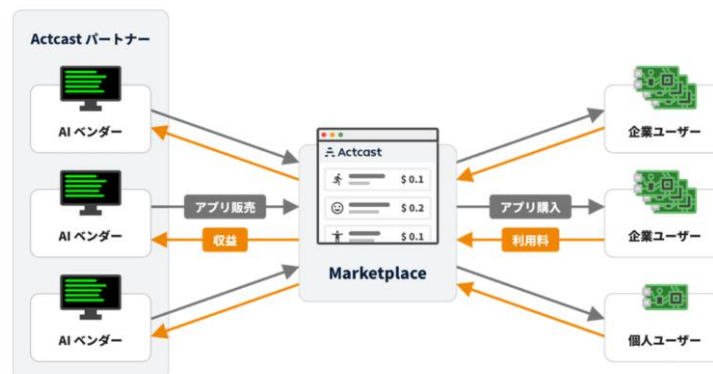 Actcast パートナー
AI ベンダー
企業ユーザー
Actcast
$ 0.1
AI ベンダー
アプリ販売
収益
$ 0.2
$ 0.1
Marketplace
アプリ購入
利用料
企業ユーザー
AI ベンダー
個人ユーザー